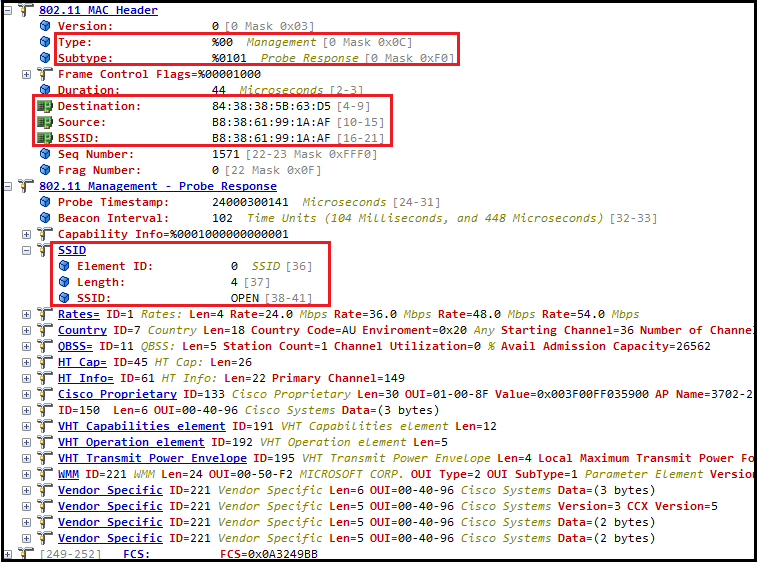 802.11 MAC Header
Version: 0 [0 Mask 0x03]
Type: %00 Management [0 Mask 0x0C]
Subtype: %0101 Probe Response [0 Mask 0xF0]
Frame Control Flags=%00001000
Duration: 44 Microseconds [2-3]
Destination: 84:38:38:5B:63:D5 [4-9]
Source: B8:38:61:99:1A:AF [10-15]
BSSID: B8:38:61:99:1A:AF [16-21]
Seq Number: 1571 [22-23 Mask 0xFFF0]
Frag Number: 0 [22 Mask 0x0F]
802.11 Management - Probe Response
Probe Timestamp: 24000300141 Microseconds [24-31]
Beacon Interval: 102 Time Units (104 Milliseconds, and 448 Microseconds) [32-33]
Capability Info=%0001000000000001
SSID
Element ID: 0 SSID [36]
Length: 4 [37]
SSID: OPEN [38-41]
Rates= ID=1 Rates: Len=4 Rate=24.0 Mbps Rate=36.0 Mbps Rate=48.0 Mbps Rate=54.0 Mbps
Country ID=7 Country Len=18 Country Code=AU Enviroment=0x20 Any Starting Channel=36 Number of Channel
QBSS= ID=11 QBSS: Len=5 Station Count=1 Channel Utilization=0 % Avail Admission Capacity=26562
HT Cap= ID=45 HT Cap: Len=26
HT Info= ID=61 HT Info: Len=22 Primary Channel=149
Cisco Proprietary ID=133 Cisco Proprietary Len=30 OUI=01-00-8F Value=0x003F00FF035900 AP Name=3702-2
ID=150 Len=6 OUI=00-40-96 Cisco Systems Data=(3 bytes)
VHT Capabilities element ID=191 VHT Capabilities element Len=12
VHT Operation element ID=192 VHT Operation element Len=5
VHT Transmit Power Envelope ID=195 VHT Transmit Power Envelope Len=4 Local Maximum Transmit Power Fo
WMM ID=221 WMM Len=24 OUI=00-50-F2 MICROSOFT CORP. OUI Type=2 OUI SubType=1 Parameter Element Version
Vendor Specific ID=221 Vendor Specific Len=6 OUI=00-40-96 Cisco Systems Data=(3 bytes)
Vendor Specific ID=221 Vendor Specific Len=5 OUI=00-40-96 Cisco Systems Version=3 CCX Version=5
Vendor Specific ID=221 Vendor Specific Len=5 OUI=00-40-96 Cisco Systems Data=(2 bytes)
Vendor Specific ID=221 Vendor Specific Len=5 OUI=00-40-96 Cisco Systems Data=(2 bytes)
[249-252] FCS: FCS=0x0A3249BB